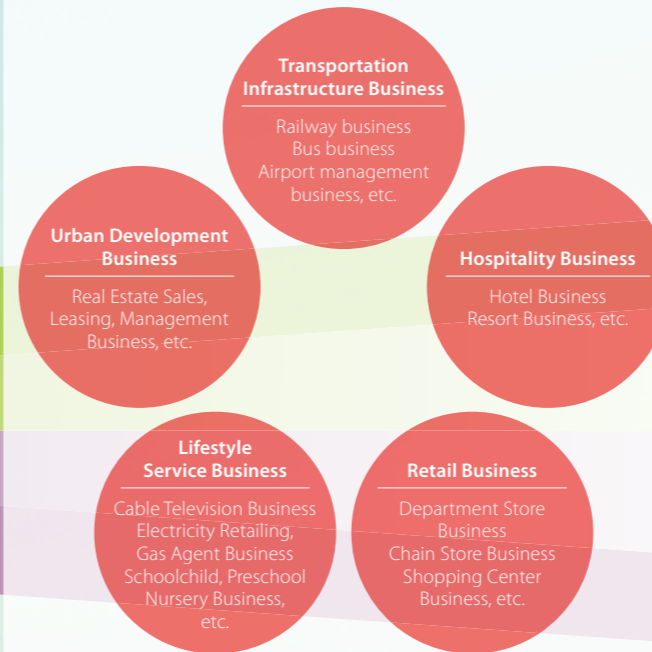 Transportation
Infrastructure Business
Railway business
Bus business
Airport management
business, etc.
Urban Development
Business
Real Estate Sales,
Leasing, Management
Business, etc.
Hospitality Business
Hotel Business
Resort Business, etc.
Lifestyle
Service Business
Cable Television Business
Electricity Retailing,
Gas Agent Business
Schoolchild, Preschool
Nursery Business,
etc.
Retail Business
Department Store
Business
Chain Store Business
Shopping Center
Business, etc.